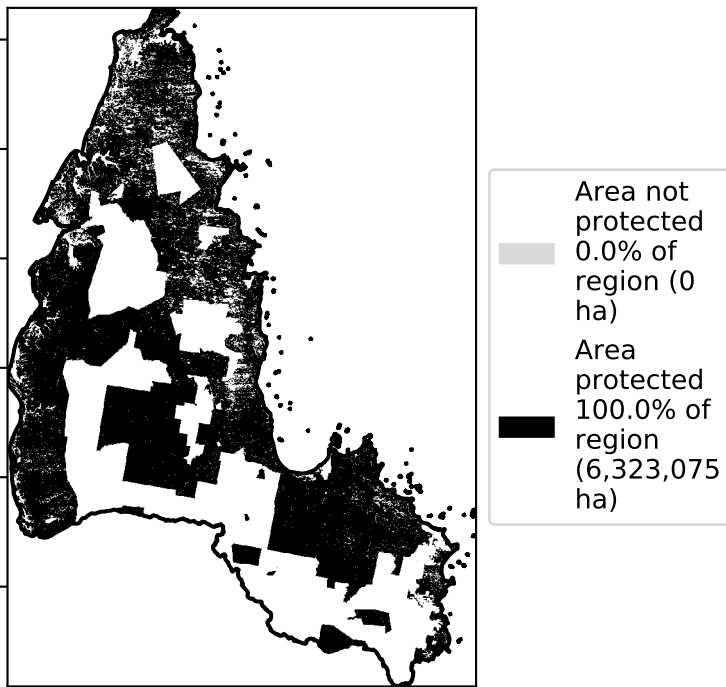 Area not
protected
0.0% of
region (0
ha)
Area
protected
100.0% of
region
(6,323,075
ha)